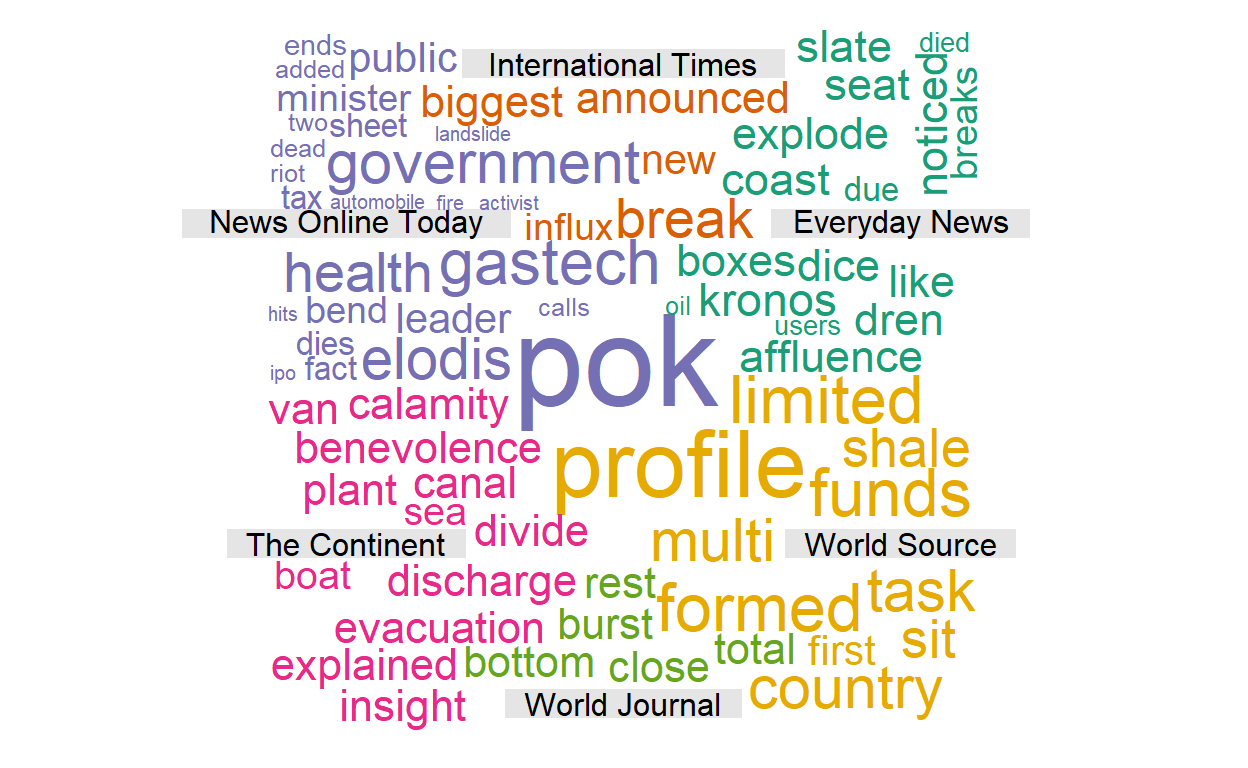 ends public International Times slate died
added seat
minister biggest announced noticed breaks
two sheet landslide explode
dead government new
riot coast due
tax automobile fire activist
News Online Today influx break Everyday News
health gastech boxes dice like
hits bend leader calls oil kronos dren
users
dies elodis pok affluence
ipo fact
van calamity limited
benevolence profile shale
plant canal funds
sea
divide multi
The Continent World Source
boat discharge rest formed task
evacuation burst sit
explained bottom close total first
insight World Journal country